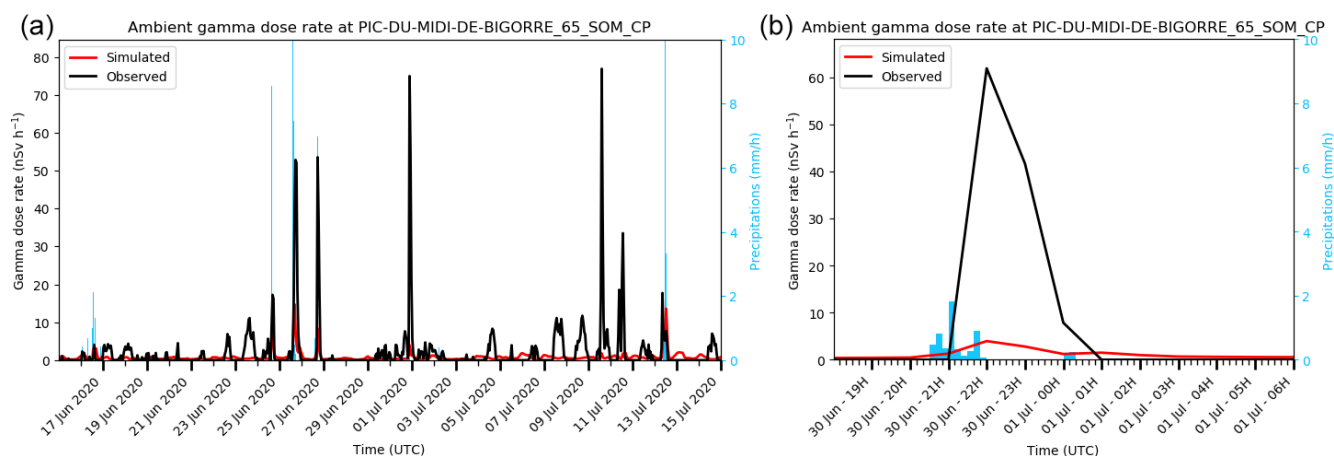 (a)
Ambient gamma dose rate at PIC-DU-MIDI-DE-BIGORRE_65_SOM_CP
Simulated
Observed
Gamma dose rate (nSv h⁻¹)
80
70
60
50
40
30
20
10
0
10
8
6
4
2
0
Precipitations (mm/h)
17 Jun 2020
19 Jun 2020
21 Jun 2020
23 Jun 2020
25 Jun 2020
27 Jun 2020
29 Jun 2020
01 Jul 2020
03 Jul 2020
05 Jul 2020
07 Jul 2020
09 Jul 2020
11 Jul 2020
13 Jul 2020
15 Jul 2020
Time (UTC)
(b)
Ambient gamma dose rate at PIC-DU-MIDI-DE-BIGORRE_65_SOM_CP
Simulated
Observed
Gamma dose rate (nSv h⁻¹)
60
50
40
30
20
10
0
10
8
6
4
2
0
Precipitations (mm/h)
30 Jun - 19H
30 Jun - 20H
30 Jun - 21H
30 Jun - 22H
30 Jun - 23H
01 Jul - 00H
01 Jul - 01H
01 Jul - 02H
01 Jul - 03H
01 Jul - 04H
01 Jul - 05H
01 Jul - 06H
Time (UTC)